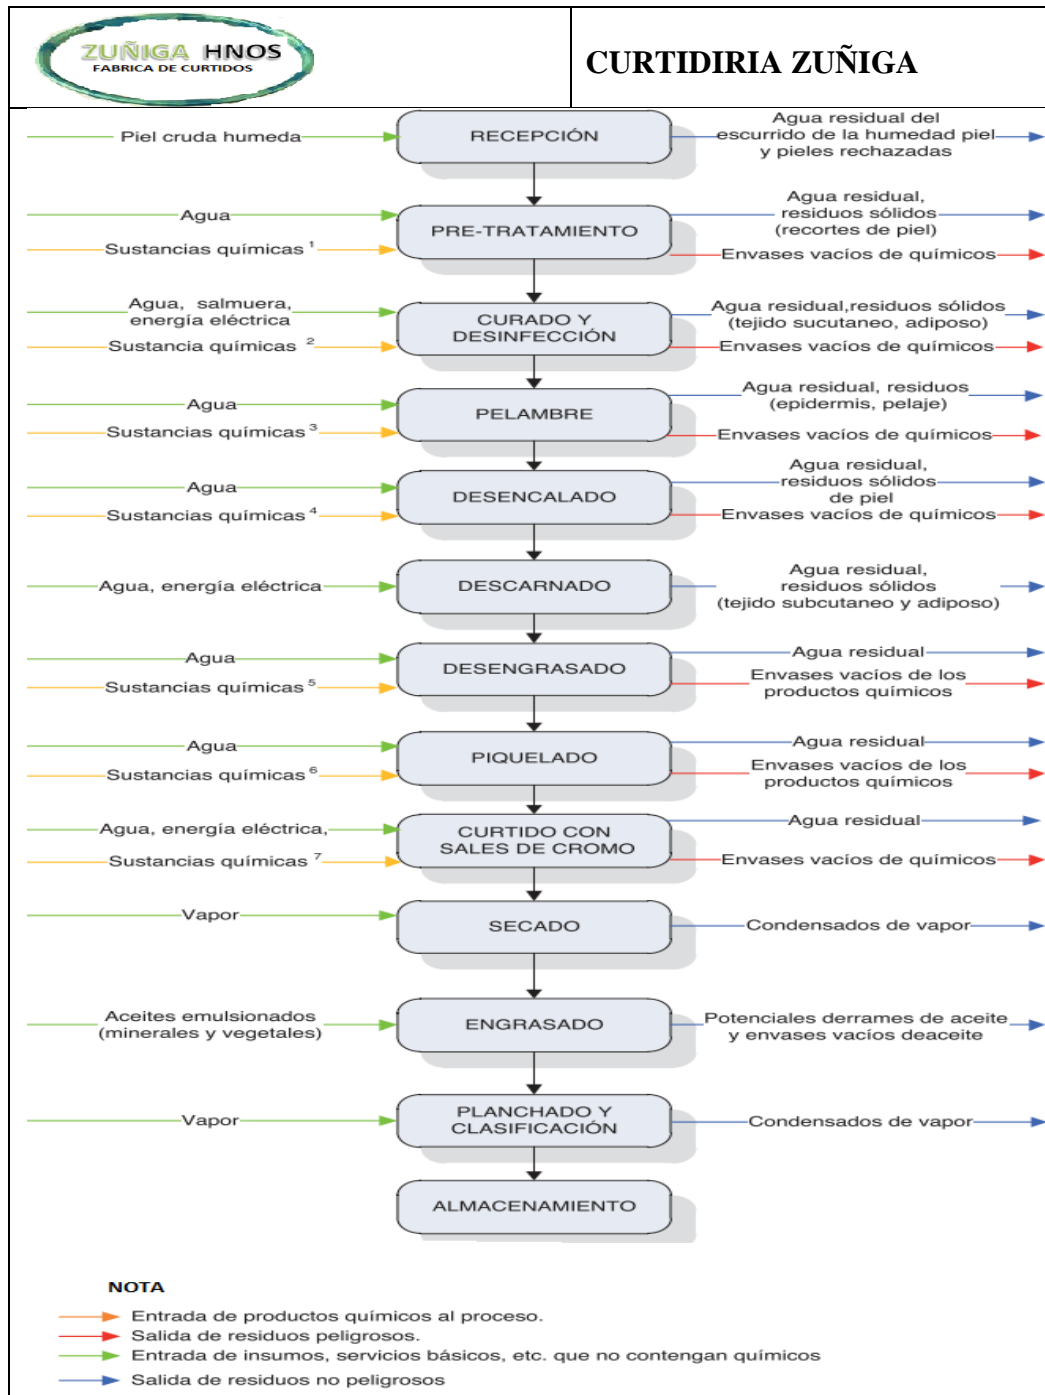 ZUÑIGA HNOS
FABRICA DE CURTIDOS
CURTIDIRIA ZUÑIGA
Piel cruda humeda
RECEPCIÓN
Agua residual del
escurrido de la humedad piel
y pieles rechazadas
Agua
Sustancias químicas 1
PRE-TRATAMIENTO
Agua residual,
residuos sólidos
(recortes de piel)
Envases vacíos de químicos
Agua, salmuera,
energía eléctrica
Sustancia químicas 2
CURADO Y
DESINFECCIÓN
Agua residual,residuos sólidos
(tejido sucutaneo, adiposo)
Envases vacíos de químicos
Agua
Sustancias químicas 3
PELAMBRE
Agua residual, residuos
(epidermis, pelaje)
Envases vacíos de químicos
Agua
Sustancias químicas 4
DESENCALADO
Agua residual,
residuos sólidos
de piel
Envases vacíos de químicos
Agua, energía eléctrica
DESCARNADO
Agua residual,
residuos sólidos
(tejido subcutaneo y adiposo)
Agua
Sustancias químicas 5
DESENGRASADO
Agua residual
Envases vacíos de los
productos químicos
Agua
Sustancias químicas 6
PIQUELADO
Agua residual
Envases vacíos de los
productos químicos
Agua, energía eléctrica,
Sustancias químicas 7
CURTIDO CON
SALES DE CROMO
Agua residual
Envases vacíos de químicos
Vapor
SECADO
Condensados de vapor
Aceites emulsionados
(minerales y vegetales)
ENGRASADO
Potenciales derrames de aceite
y envases vacíos deaceite
Vapor
PLANCHADO Y
CLASIFICACIÓN
Condensados de vapor
ALMACENAMIENTO
NOTA
Entrada de productos químicos al proceso.
Salida de residuos peligrosos.
Entrada de insumos, servicios básicos, etc. que no contengan químicos
Salida de residuos no peligrosos